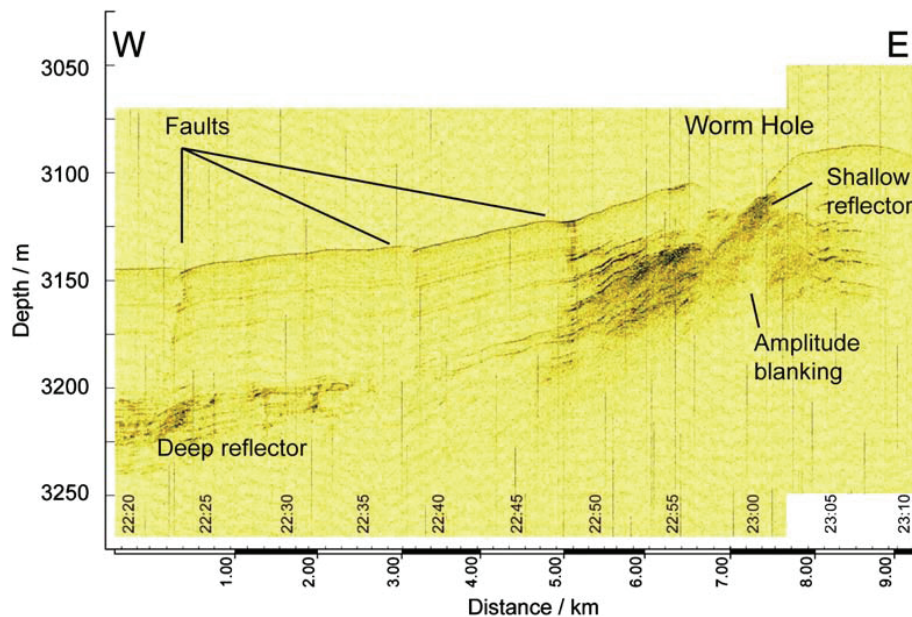 W
E
3050
Faults
Worm Hole
3100
Shallow
reflector
Depth / m
3150
Amplitude
blanking
3200
Deep reflector
3250
22:20
22:25
22:30
22:35
22:40
22:45
22:50
22:55
23:00
23:05
23:10
1.00
2.00
3.00
4.00
5.00
6.00
7.00
8.00
9.00
Distance / km